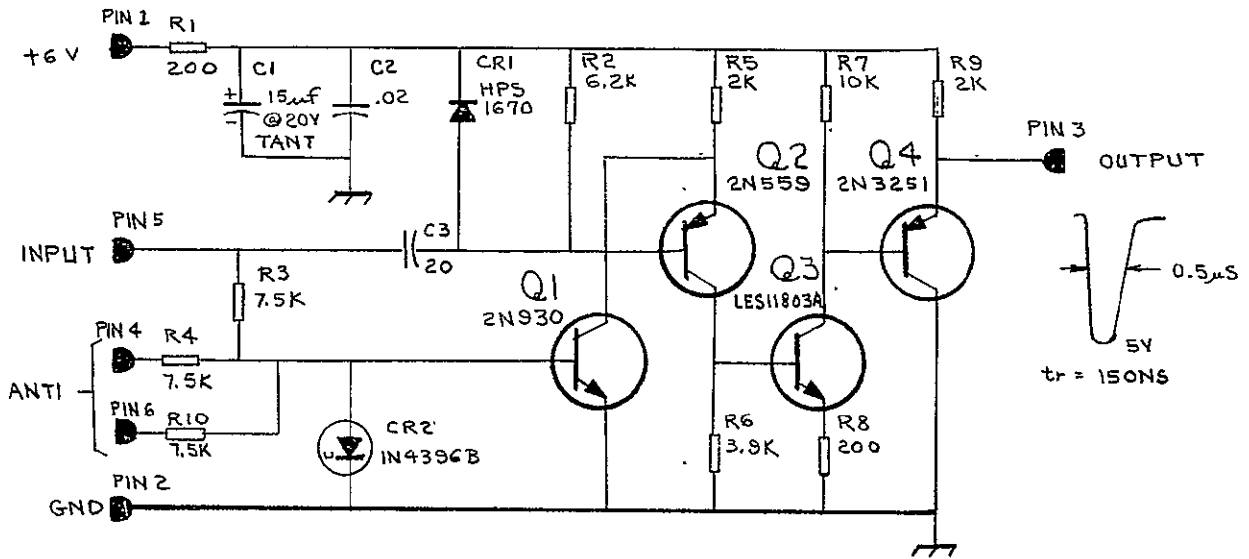 PIN 1
+6 V
R1
200
C1
+
15μf
@20V
-
TANT
C2
.02
CR1
HPS
1670
R2
6.2K
R5
2K
R7
10K
R9
2K
PIN 3
OUTPUT
Q2
2N559
Q4
2N3251
PIN 5
INPUT
C3
20
R3
7.5K
Q1
2N930
Q3
LES11803A
0.5μS
5V
tr = 150NS
PIN 4
R4
7.5K
ANTI
PIN 6
R10
7.5K
CR2
1N4396B
R6
3.9K
R8
200
PIN 2
GND